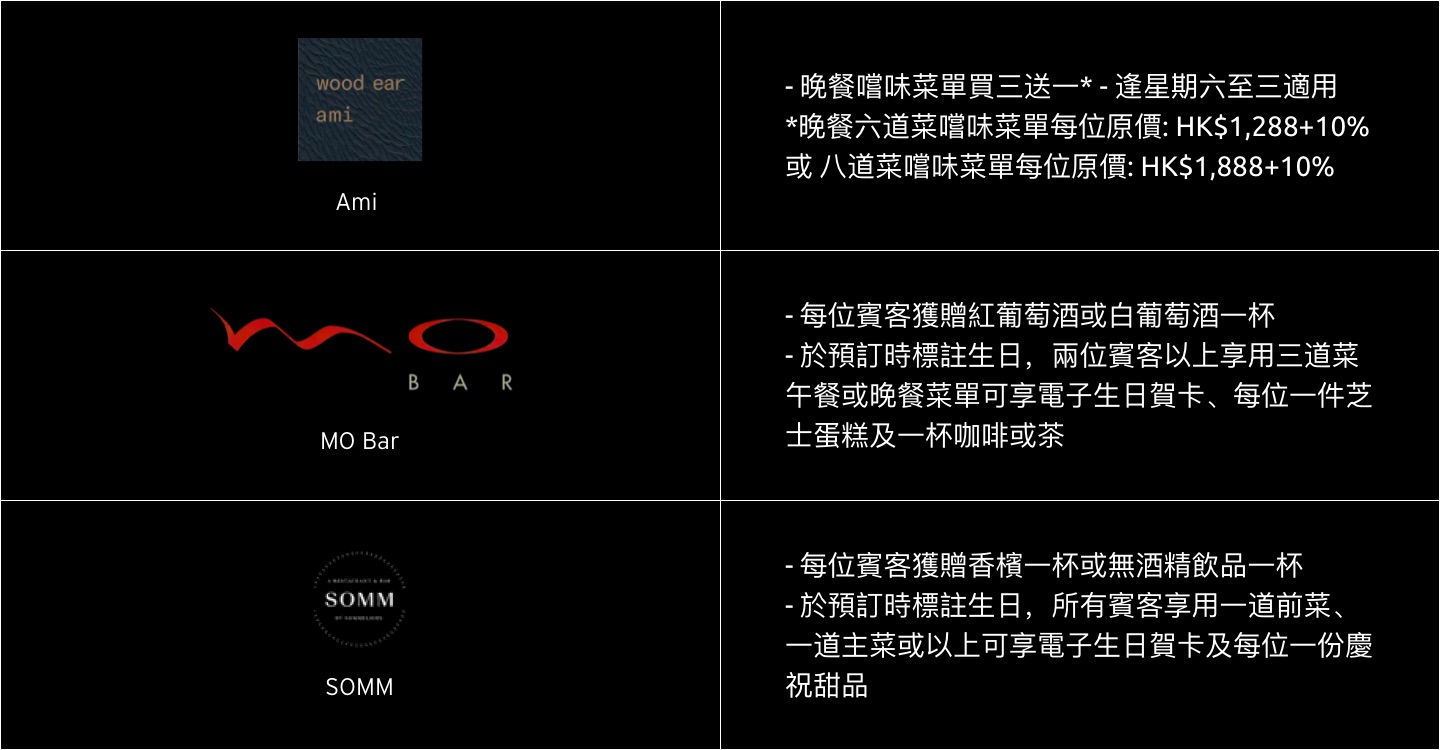 wood ear
ami
Ami
- 晚餐嚐味菜單買三送一* - 逢星期六至三適用
*晚餐六道菜嚐味菜單每位原價: HK$1,288+10%
或 八道菜嚐味菜單每位原價: HK$1,888+10%
MO
BAR
MO Bar
- 每位賓客獲贈紅葡萄酒或白葡萄酒一杯
- 於預訂時標註生日，兩位賓客以上享用三道菜
午餐或晚餐菜單可享電子生日賀卡、每位一件芝
士蛋糕及一杯咖啡或茶
A RESTAURANT & BAR
SOMM
BY SOMMELIERS
SOMM
- 每位賓客獲贈香檳一杯或無酒精飲品一杯
- 於預訂時標註生日，所有賓客享用一道前菜、
一道主菜或以上可享電子生日賀卡及每位一份慶
祝甜品